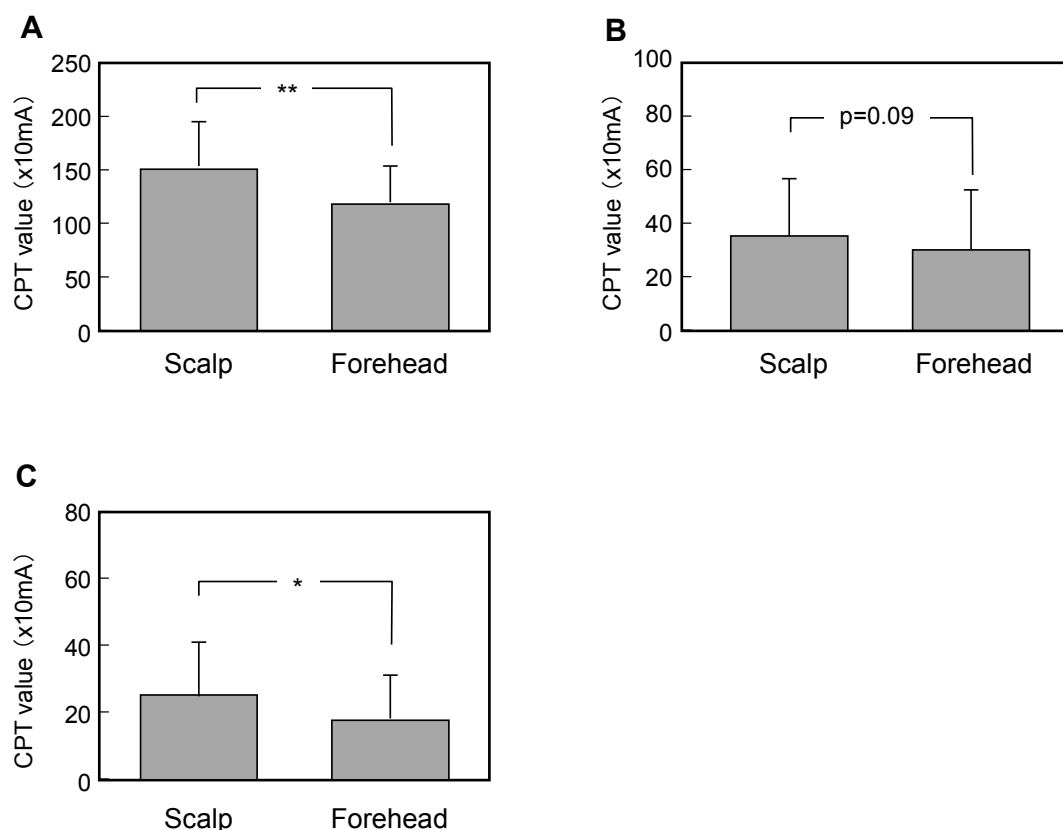 A
CPT value（x10mA）
250
200
150
100
50
0
**
Scalp Forehead
B
CPT value（x10mA）
100
80
60
40
20
0
p=0.09
Scalp Forehead
C
CPT value（x10mA）
80
60
40
20
0
*
Scalp Forehead